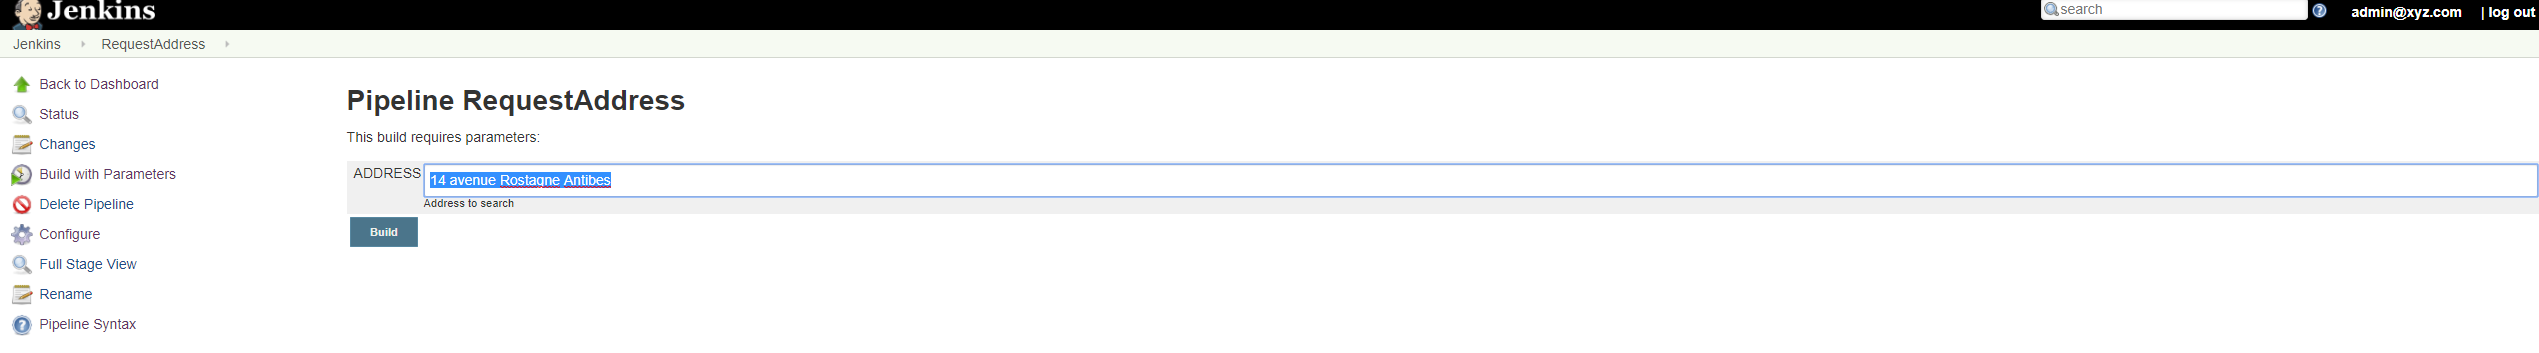 Jenkins
search
admin@xyz.com | log out
Jenkins RequestAddress
Back to Dashboard
Status
Changes
Build with Parameters
Delete Pipeline
Configure
Full Stage View
Rename
Pipeline Syntax
Pipeline RequestAddress
This build requires parameters:
ADDRESS 14 avenue Rostagne Antibes
Address to search
Build